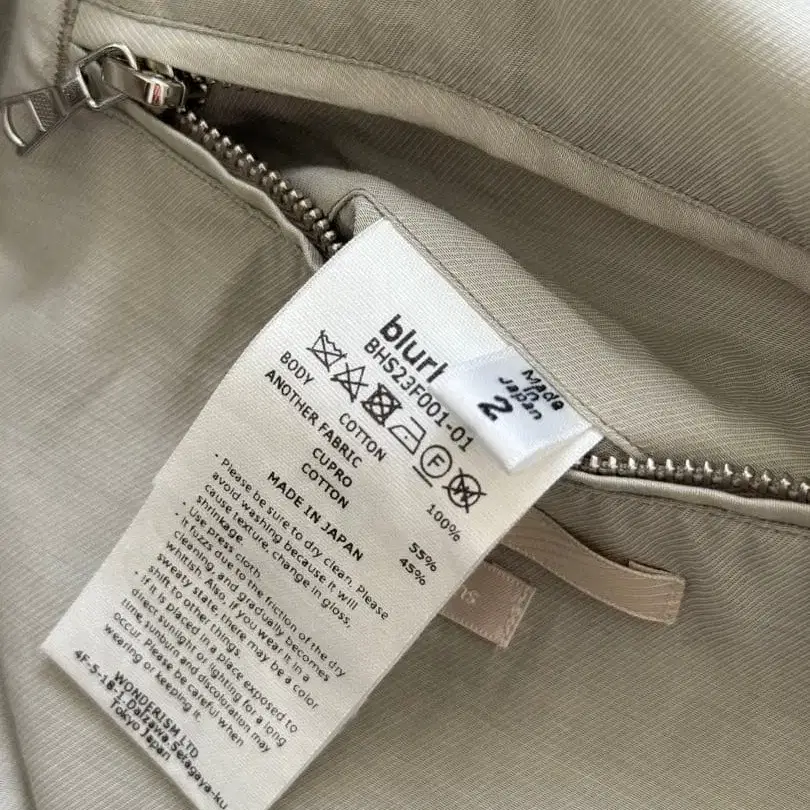 blurh
BHS23F001-01
2
Made
in
Japan
BODY
COTTON 100%
ANOTHER FABRIC
CUPRO 55%
COTTON 45%
MADE IN JAPAN
· Please be sure to dry clean. Please
avoid washing because it will
cause texture, change in gloss,
shrinkage.
· Use press cloth.
· It fuzzs due to the friction of the dry
cleaning and gradually becomes
whitish. Also, if you wear it in a
sweaty state, there may be a color
shift to other things.
· If it is placed in a place exposed to
direct sunlight or lighting for a long
time, sunburn and discoloration may
occur. Please be careful when
wearing or keeping it.
WONDERISM LTD
4F-5-18-1,Daizawa Setagaya-ku
Tokyo Japan